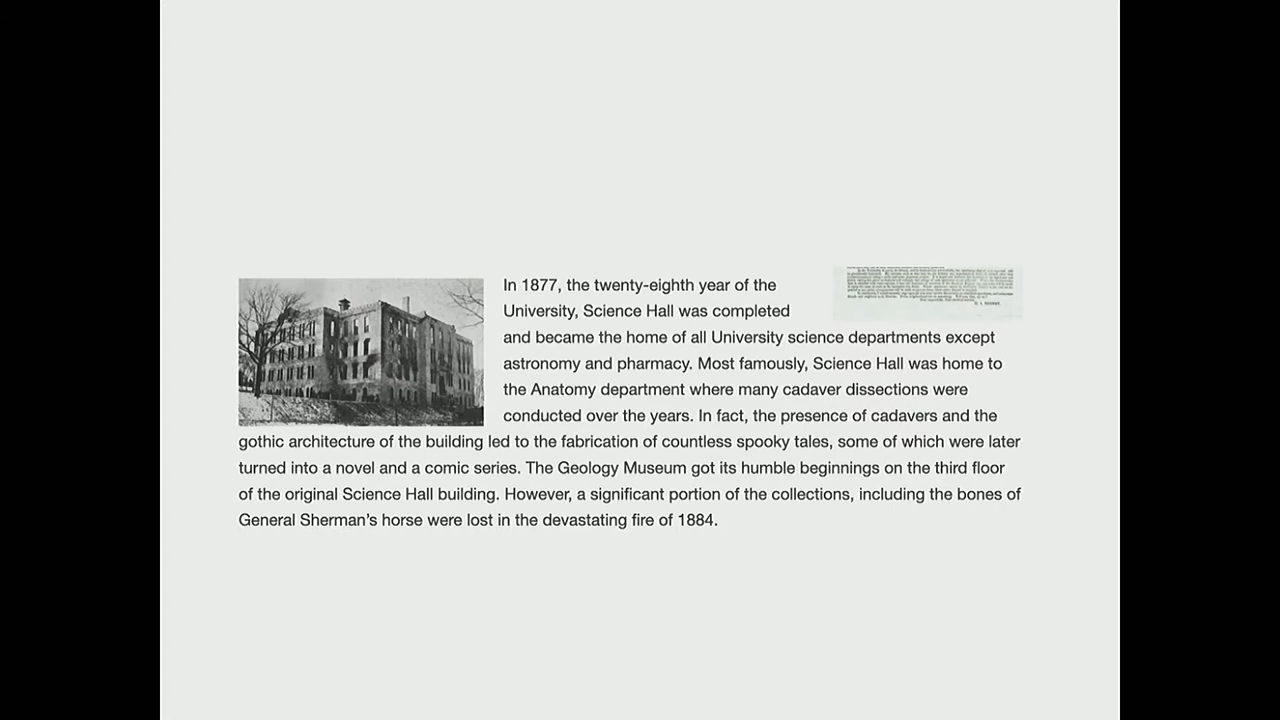 In 1877, the twenty-eighth year of the
University, Science Hall was completed
and became the home of all University science departments except
astronomy and pharmacy. Most famously, Science Hall was home to
the Anatomy department where many cadaver dissections were
conducted over the years. In fact, the presence of cadavers and the
gothic architecture of the building led to the fabrication of countless spooky tales, some of which were later
turned into a novel and a comic series. The Geology Museum got its humble beginnings on the third floor
of the original Science Hall building. However, a significant portion of the collections, including the bones of
General Sherman’s horse were lost in the devastating fire of 1884.